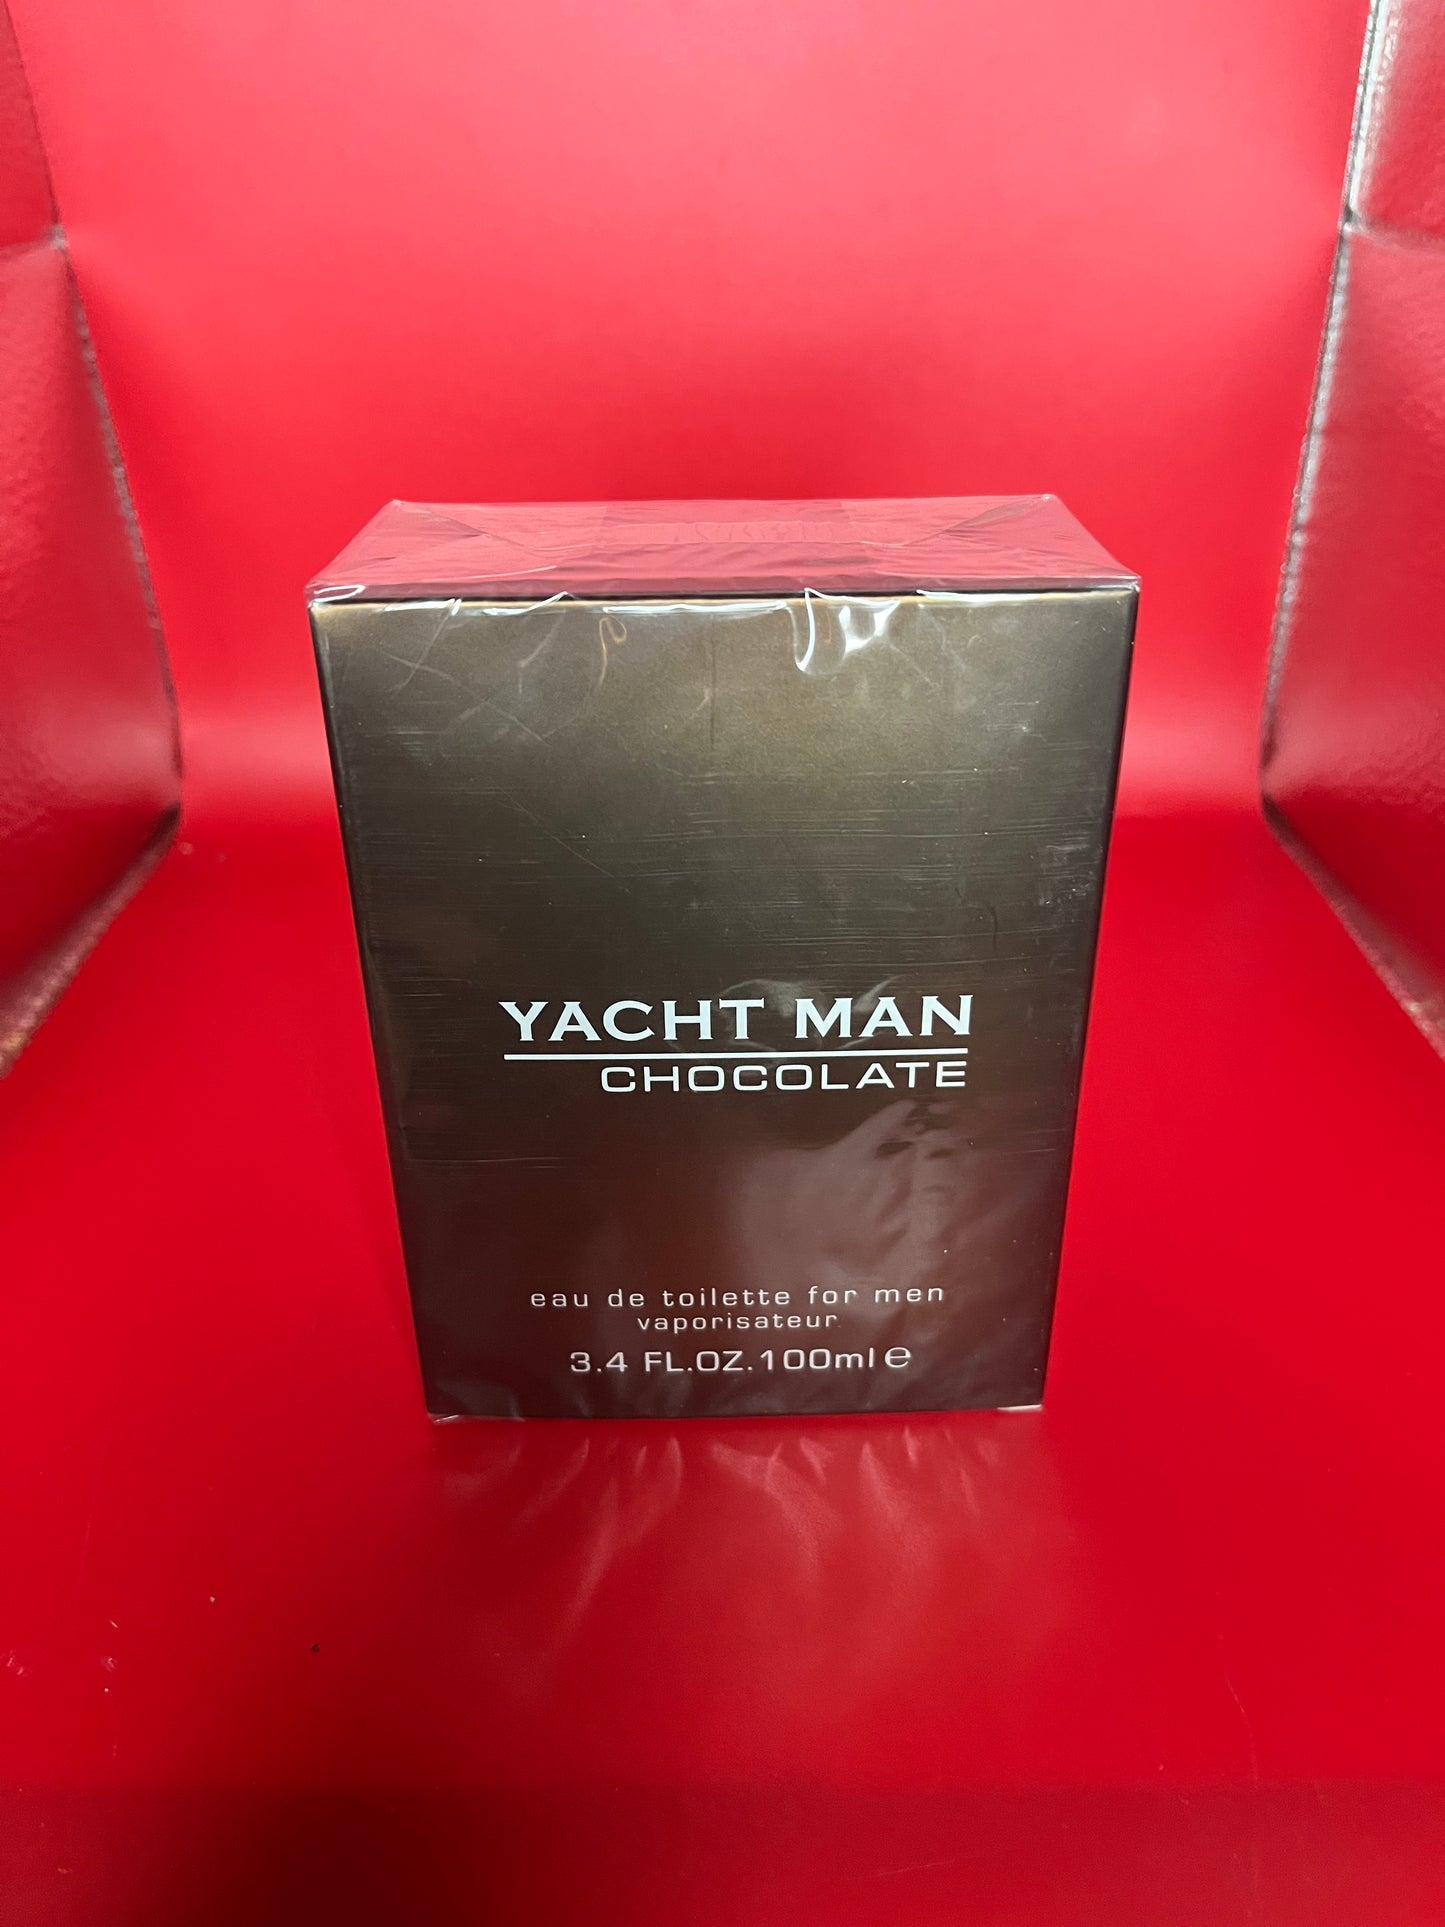 YACHT MAN
CHOCOLATE
eau de toilette for men
vaporisateur
3.4 FL.OZ.100ml℮